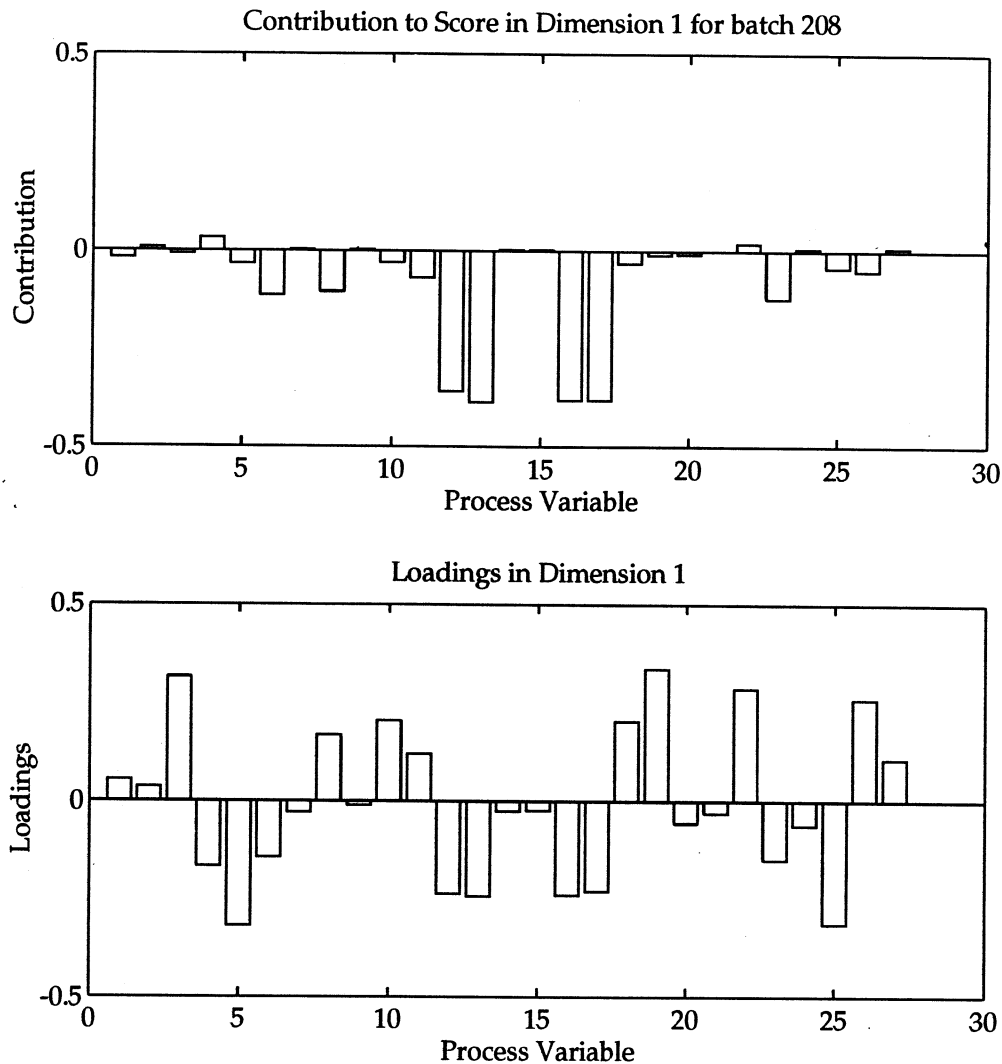 Contribution to Score in Dimension 1 for batch 208
0.5
0
-0.5
Contribution
0 5 10 15 20 25 30
Process Variable
Loadings in Dimension 1
0.5
0
-0.5
Loadings
0 5 10 15 20 25 30
Process Variable